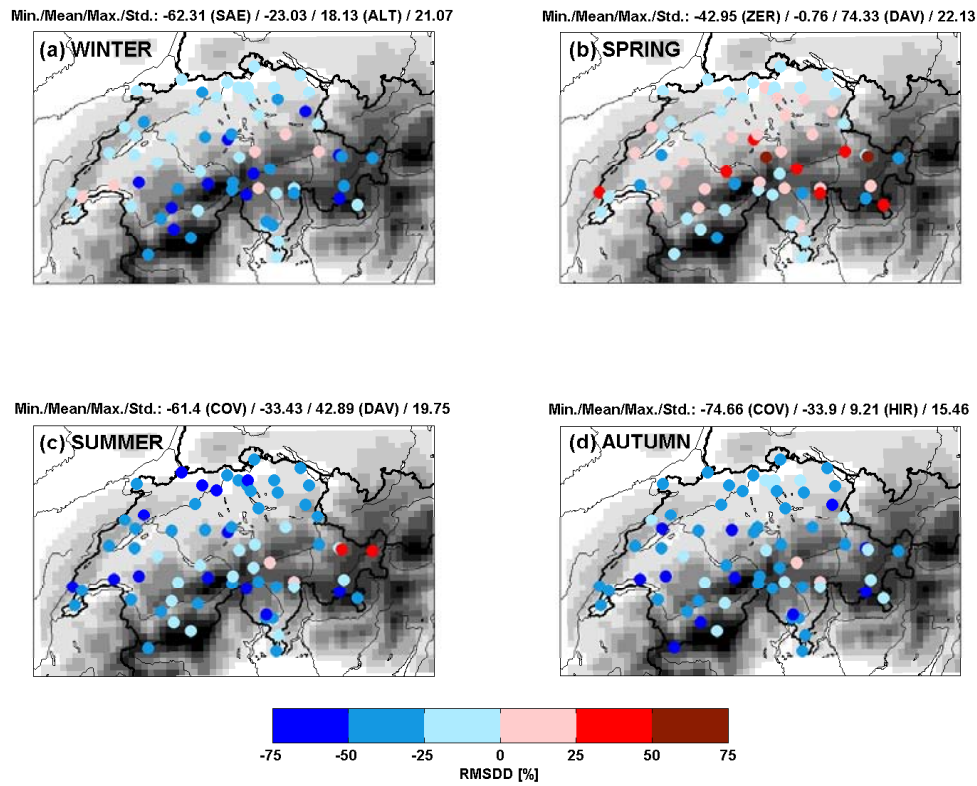 Min./Mean/Max./Std.: -62.31 (SAE) / -23.03 / 18.13 (ALT) / 21.07
(a) WINTER
Min./Mean/Max./Std.: -42.95 (ZER) / -0.76 / 74.33 (DAV) / 22.13
(b) SPRING
Min./Mean/Max./Std.: -61.4 (COV) / -33.43 / 42.89 (DAV) / 19.75
(c) SUMMER
Min./Mean/Max./Std.: -74.66 (COV) / -33.9 / 9.21 (HIR) / 15.46
(d) AUTUMN
-75 -50 -25 0 25 50 75
RMSDD [%]